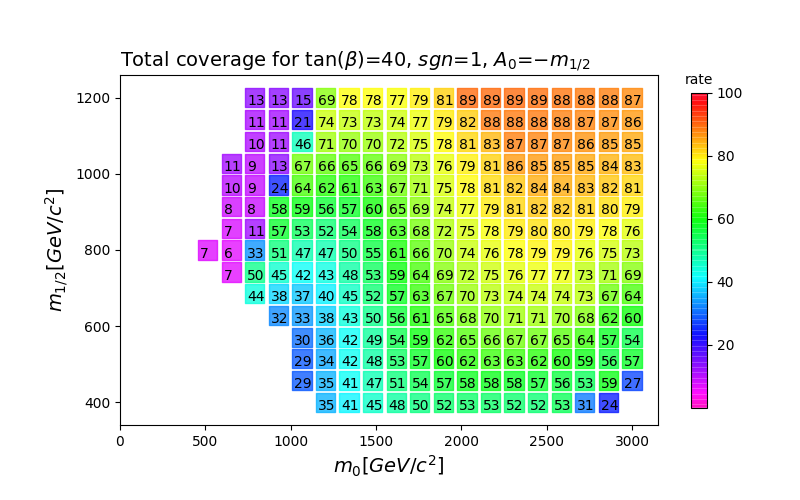 Total coverage for tan(β)=40, sgn=1, A₀=−m₁/₂
rate
1200 13 13 15 69 78 78 77 79 81 89 89 89 89 88 88 88 87 100
11 11 21 74 73 73 74 77 79 82 88 88 88 88 87 87 86
10 11 46 71 70 70 72 75 78 81 83 87 87 87 86 85 85
1000 11 9 13 67 66 65 66 69 73 76 79 81 86 85 85 85 84 83 80
10 9 24 64 62 61 63 67 71 75 78 81 82 84 84 83 82 81
8 8 58 59 56 57 60 65 69 74 77 79 81 82 82 81 80 79
7 11 57 53 52 54 58 63 68 72 75 78 79 80 80 79 78 76 60
800 7 6 33 51 47 47 50 55 61 66 70 74 76 78 79 79 76 75 73
7 50 45 42 43 48 53 59 64 69 72 75 76 77 77 73 71 69
44 38 37 40 45 52 57 63 67 70 73 74 74 74 73 67 64 40
32 33 38 43 50 56 61 65 68 70 71 71 70 68 62 60
600 30 36 42 49 54 59 62 65 66 67 67 65 64 57 54
29 34 42 48 53 57 60 62 63 63 62 60 59 56 57 20
29 35 41 47 51 54 57 58 58 58 57 56 53 59 27
400 35 41 45 48 50 52 53 53 52 52 53 31 24
0 500 1000 1500 2000 2500 3000
m₀[GeV/c²]
m₁/₂[GeV/c²]